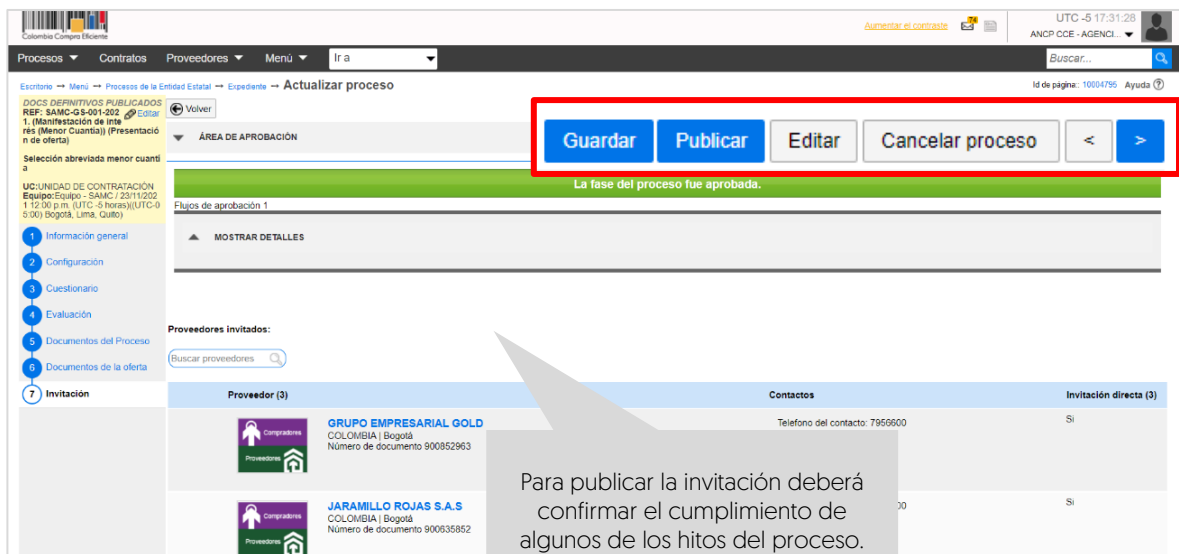 Colombia Compra Eficiente
Aumentar el contraste
74
UTC -5 17:31:28
ANCP CCE - AGENCI...
Procesos Contratos Proveedores Menú Ir a Buscar...
Escritorio → Menú → Procesos de la Entidad Estatal → Expediente → Actualizar proceso
Id de página:: 10004795 Ayuda
DOCS DEFINITIVOS PUBLICADOS
REF: SAMC-GS-001-202 Editar
1. (Manifestación de inte
rés (Menor Cuantía)) (Presentació
n de oferta)
Selección abreviada menor cuanti
a
UC:UNIDAD DE CONTRATACIÓN
Equipo:Equipo - SAMC / 23/11/202
1 12:00 p.m. (UTC -5 horas)((UTC-0
5:00) Bogotá, Lima, Quito)
1 Información general
2 Configuración
3 Cuestionario
4 Evaluación
5 Documentos del Proceso
6 Documentos de la oferta
7 Invitación
Volver
ÁREA DE APROBACIÓN
Guardar Publicar Editar Cancelar proceso < >
La fase del proceso fue aprobada.
Flujos de aprobación 1
MOSTRAR DETALLES
Proveedores invitados:
Buscar proveedores
Proveedor (3) Contactos Invitación directa (3)
Compradores
Proveedores
GRUPO EMPRESARIAL GOLD
COLOMBIA | Bogotá
Número de documento 900852963
Telefono del contacto: 7956600
Si
Compradores
Proveedores
JARAMILLO ROJAS S.A.S
COLOMBIA | Bogotá
Número de documento 900635852
Si
Para publicar la invitación deberá
confirmar el cumplimiento de
algunos de los hitos del proceso.